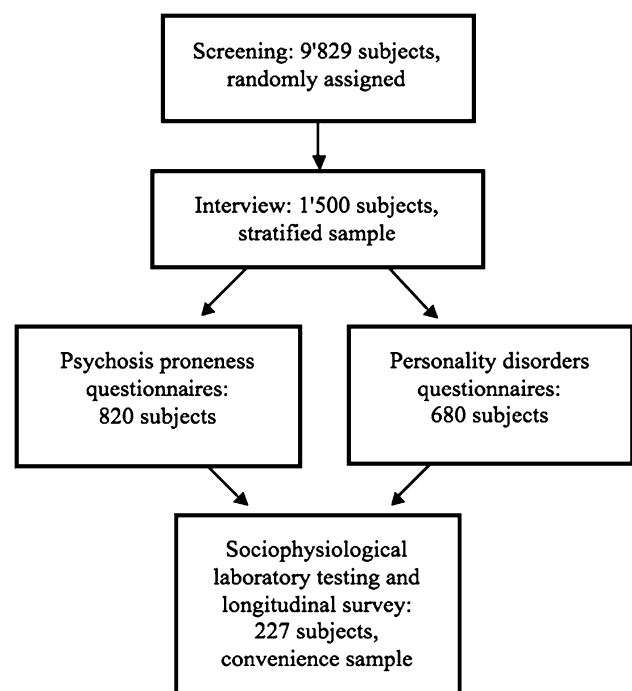 Screening: 9'829 subjects,
randomly assigned
Interview: 1'500 subjects,
stratified sample
Psychosis proneness
questionnaires:
820 subjects
Personality disorders
questionnaires:
680 subjects
Sociophysiological
laboratory testing and
longitudinal survey:
227 subjects,
convenience sample